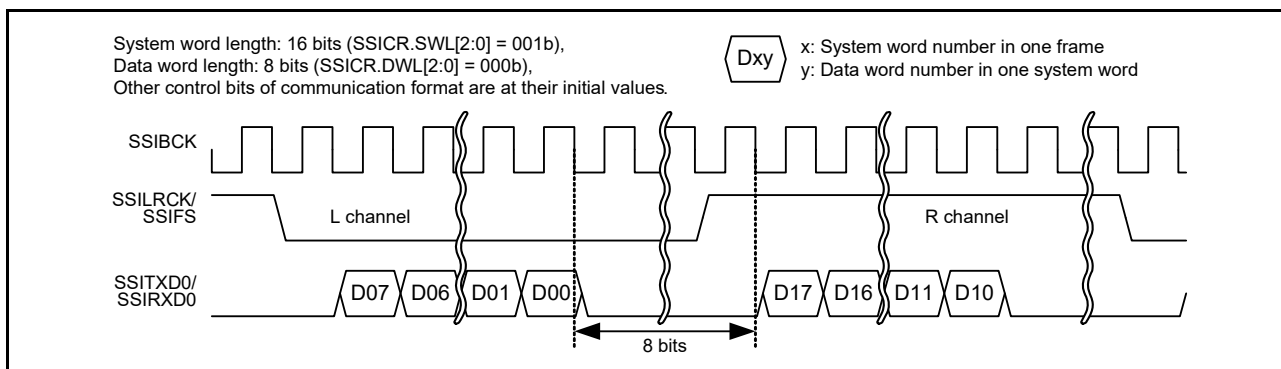 System word length: 16 bits (SSICR.SWL[2:0] = 001b),
Data word length: 8 bits (SSICR.DWL[2:0] = 000b),
Other control bits of communication format are at their initial values.
Dxy
x: System word number in one frame
y: Data word number in one system word
SSIBCK
SSILRCK/
SSIFS
L channel
R channel
SSITXD0/
SSIRXD0
D07 D06 D01 D00 D17 D16 D11 D10
8 bits